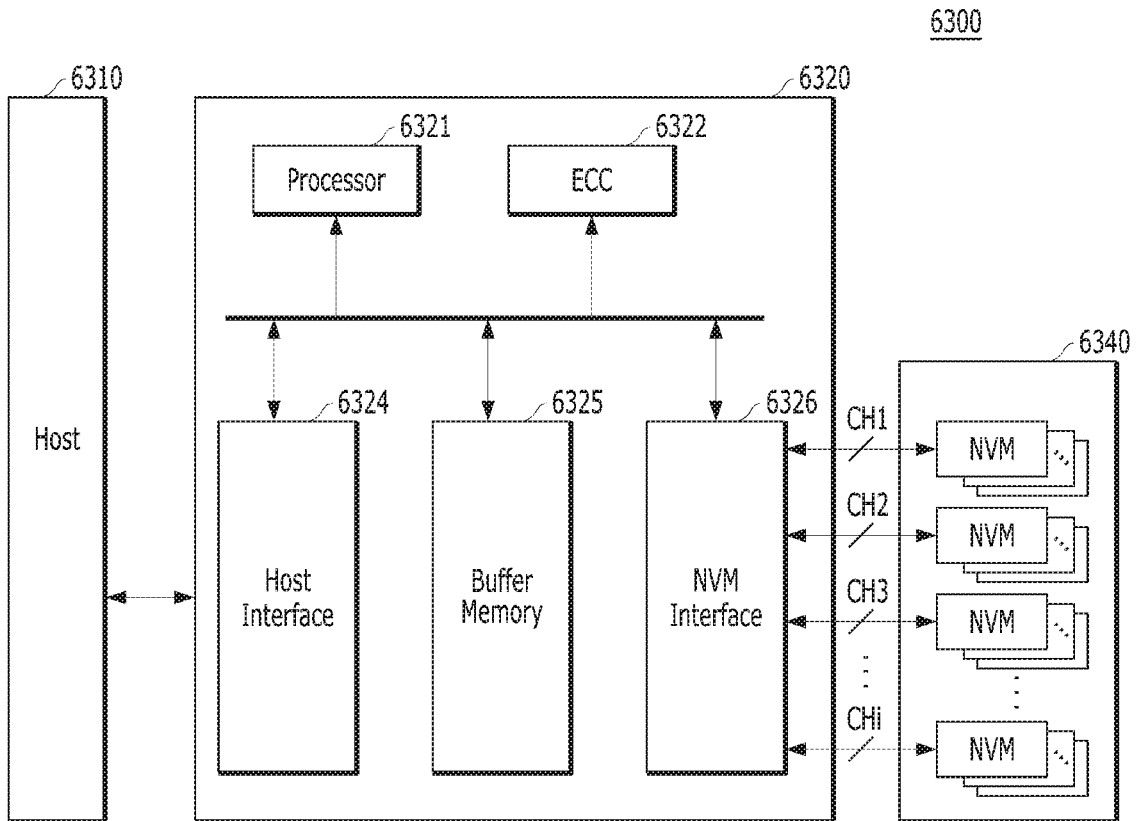 6300
6310
6320
6321
6322
Processor
ECC
6340
6324
6325
6326
CH1
Host
NVM
CH2
NVM
Host
Interface
Buffer
Memory
NVM
Interface
CH3
NVM
CHi
NVM